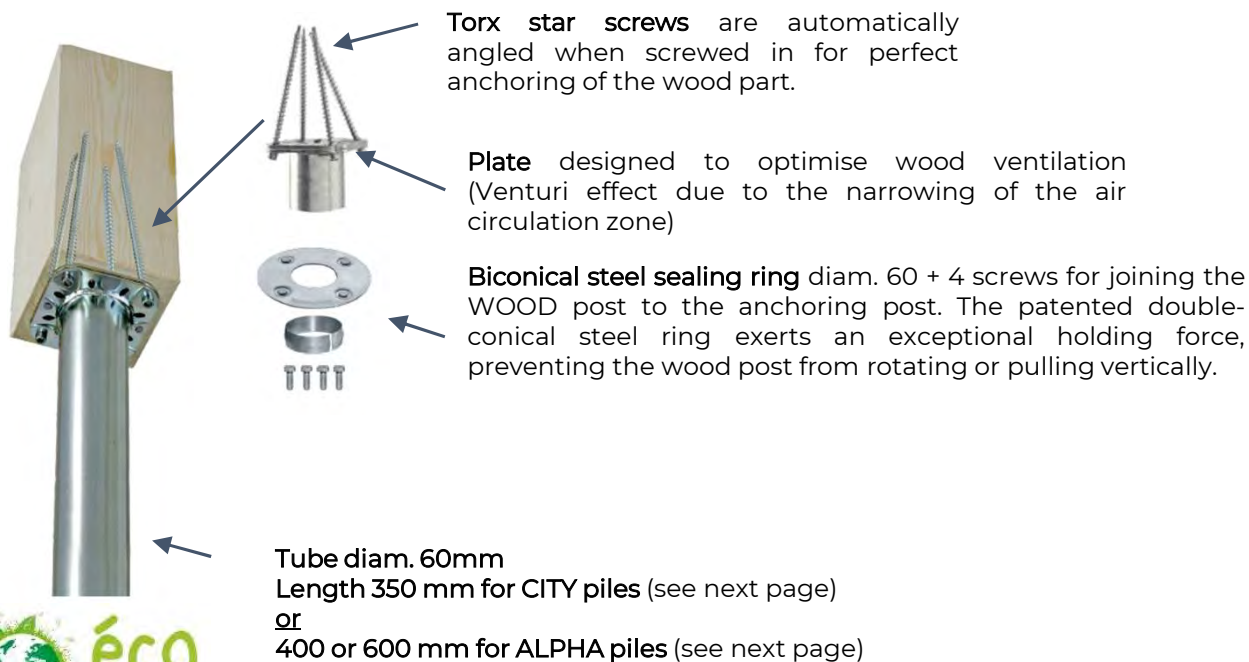 Torx star screws are automatically
angled when screwed in for perfect
anchoring of the wood part.
Plate designed to optimise wood ventilation
(Venturi effect due to the narrowing of the air
circulation zone)
Biconical steel sealing ring diam. 60 + 4 screws for joining the
WOOD post to the anchoring post. The patented double-
conical steel ring exerts an exceptional holding force,
preventing the wood post from rotating or pulling vertically.
Tube diam. 60mm
Length 350 mm for CITY piles (see next page)
or
400 or 600 mm for ALPHA piles (see next page)
éco